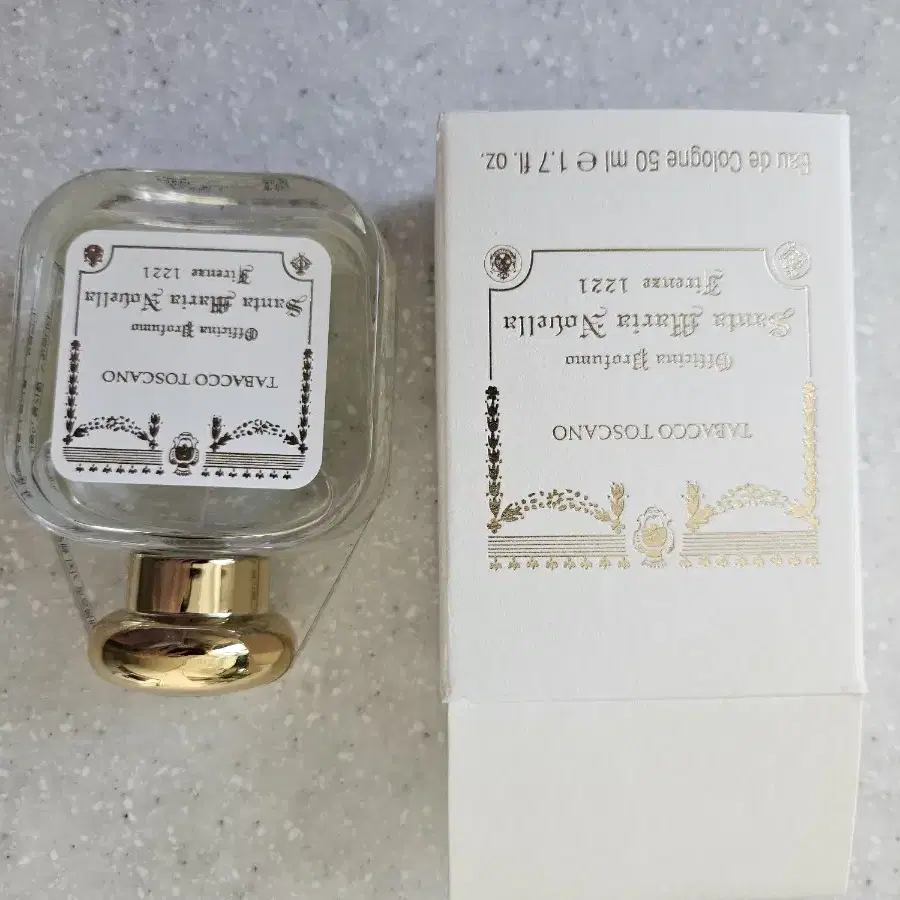 TABACCO TOSCANO
Officina Profumo
Santa Maria Novella
Firenze 1221
TABACCO TOSCANO
Officina Profumo
Santa Maria Novella
Firenze 1221
Eau de Cologne 50 ml ℮ 1.7 fl. oz.